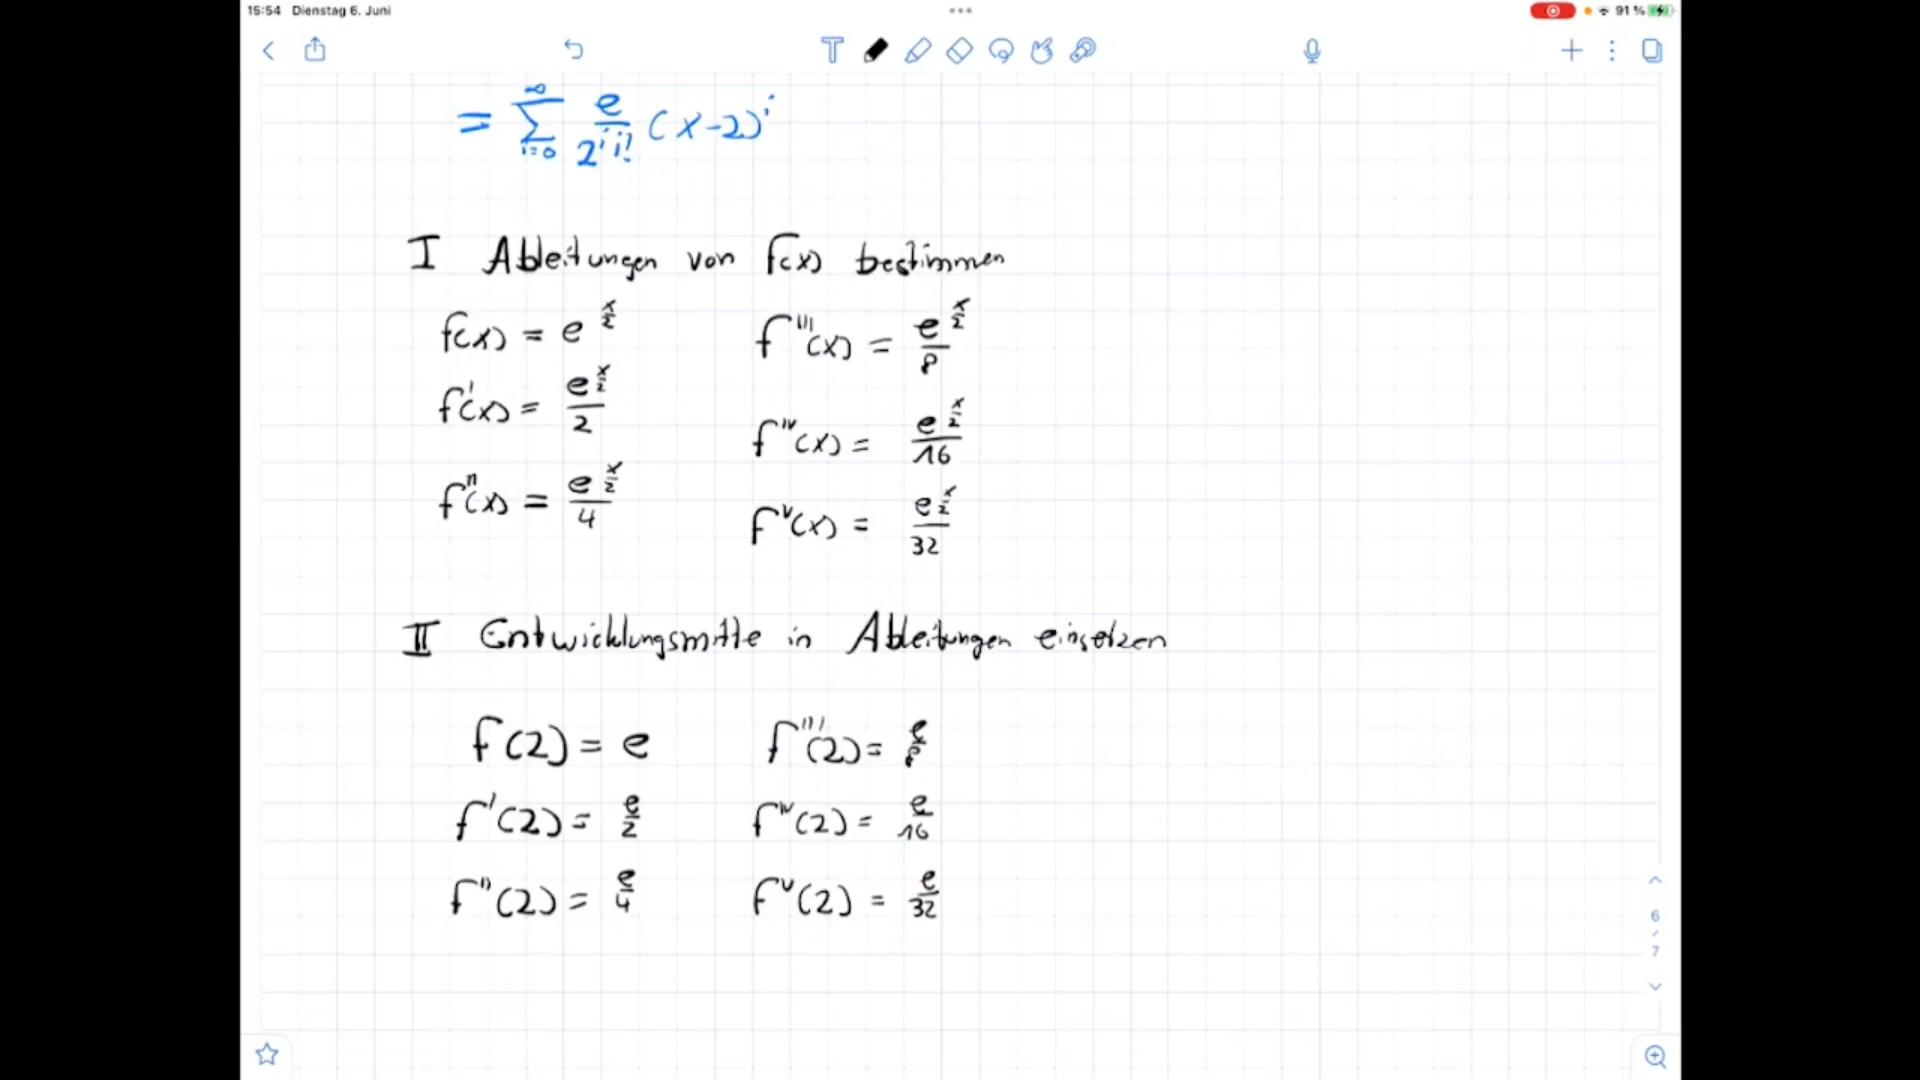 15:54 Dienstag 6. Juni
91 %
= ∑_{i=0}^{∞} e/(2^i i!) (x-2)^i
I Ableitungen von f(x) bestimmen
f(x) = e^{x/2}
f'(x) = e^{x/2}/2
f''(x) = e^{x/2}/4
f'''(x) = e^{x/2}/8
f^{IV}(x) = e^{x/2}/16
f^{V}(x) = e^{x/2}/32
II Entwicklungsmitte in Ableitungen einsetzen
f(2) = e
f'(2) = e/2
f''(2) = e/4
f'''(2) = e/8
f^{IV}(2) = e/16
f^{V}(2) = e/32
6
/
7